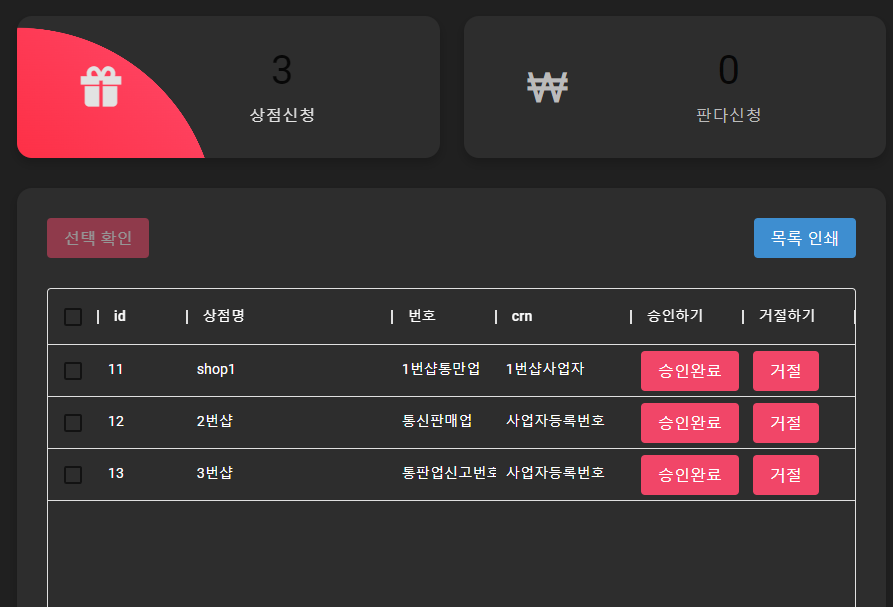 3
상점신청
0
판다신청
선택 확인
목록 인쇄
id 상점명 번호 crn 승인하기 거절하기
11 shop1 1번샵통만업 1번샵사업자 승인완료 거절
12 2번샵 통신판매업 사업자등록번호 승인완료 거절
13 3번샵 통판업신고번호 사업자등록번호 승인완료 거절